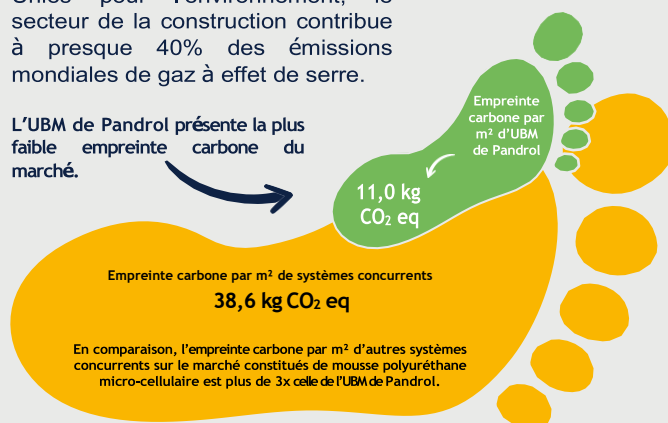 secteur de la construction contribue
à presque 40% des émissions
mondiales de gaz à effet de serre.
L'UBM de Pandrol présente la plus
faible empreinte carbone du
marché.
Empreinte
carbone par
m² d'UBM
de Pandrol
11,0 kg
CO₂ eq
Empreinte carbone par m² de systèmes concurrents
38,6 kg CO₂ eq
En comparaison, l'empreinte carbone par m² d'autres systèmes
concurrents sur le marché constitués de mousse polyuréthane
micro-cellulaire est plus de 3x celle de l'UBM de Pandrol.